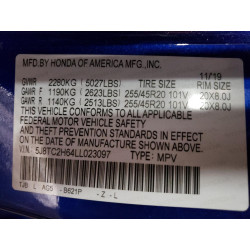 MFD.BY HONDA OF AMERICA MFG.,INC. 11/19
GVWR 2280KG (5027LBS) TIRE SIZE RIM SIZE
GAWR F 1190KG (2623LBS) 255/45R20 101V 20X8.0J
GAWR R 1140KG (2513LBS) 255/45R20 101V 20X8.0J
THIS VEHICLE CONFORMS TO ALL APPLICABLE
FEDERAL MOTOR VEHICLE SAFETY AND
THEFT PREVENTION STANDARDS IN EFFECT
ON THE DATE OF MANUFACTURE SHOWN ABOVE.
V.I.N.: 5J8TC2H64LL023097 TYPE: MPV
-B621P -Z-L